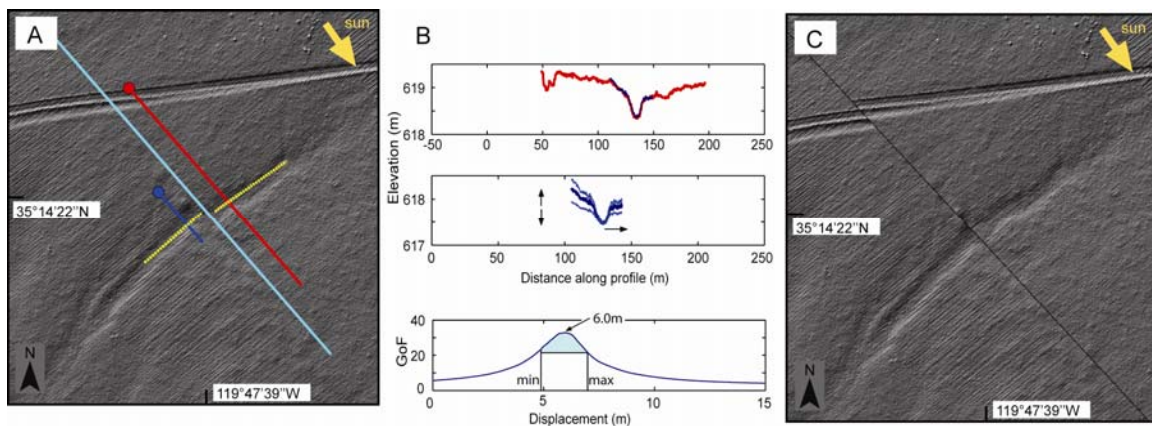 A
sun
35°14'22"N
N
119°47'39"W
B
Elevation (m)
619
618
-50 0 50 100 150 200 250
618
617
0 50 100 150 200 250
Distance along profile (m)
GoF
40
20
0
6.0m
min
max
0 5 10 15
Displacement (m)
C
sun
35°14'22"N
N
119°47'39"W